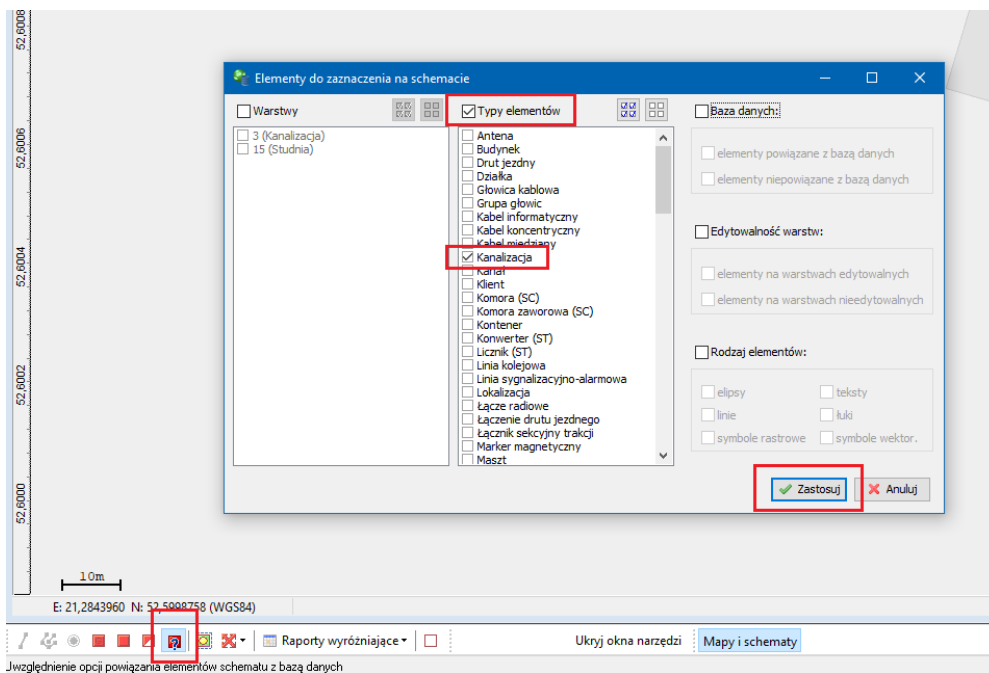 52,6008
52,6006
52,6004
52,6002
52,6000
Elementy do zaznaczenia na schemacie
Warstwy
3 (Kanalizacja)
15 (Studnia)
Typy elementów
Antena
Budynek
Drut jezdny
Działka
Głowica kablowa
Grupa głowic
Kabel informatyczny
Kabel koncentryczny
Kabel miedziany
Kanalizacja
Kanał
Klient
Komora (SC)
Komora zaworowa (SC)
Kontener
Konwerter (ST)
Licznik (ST)
Linia kolejowa
Linia sygnalizacyjno-alarmowa
Lokalizacja
Łącze radiowe
Łączenie drutu jezdnego
Łącznik sekcyjny trakcji
Marker magnetyczny
Maszt
Baza danych:
elementy powiązane z bazą danych
elementy niepowiązane z bazą danych
Edytowalność warstw:
elementy na warstwach edytowalnych
elementy na warstwach nieedytowalnych
Rodzaj elementów:
elipsy teksty
linie łuki
symbole rastrowe symbole wektor.
Zastosuj Anuluj
10m
E: 21,2843960 N: 52,5998758 (WGS84)
Raporty wyróżniające Ukryj okna narzędzi Mapy i schematy
Uwzględnienie opcji powiązania elementów schematu z bazą danych